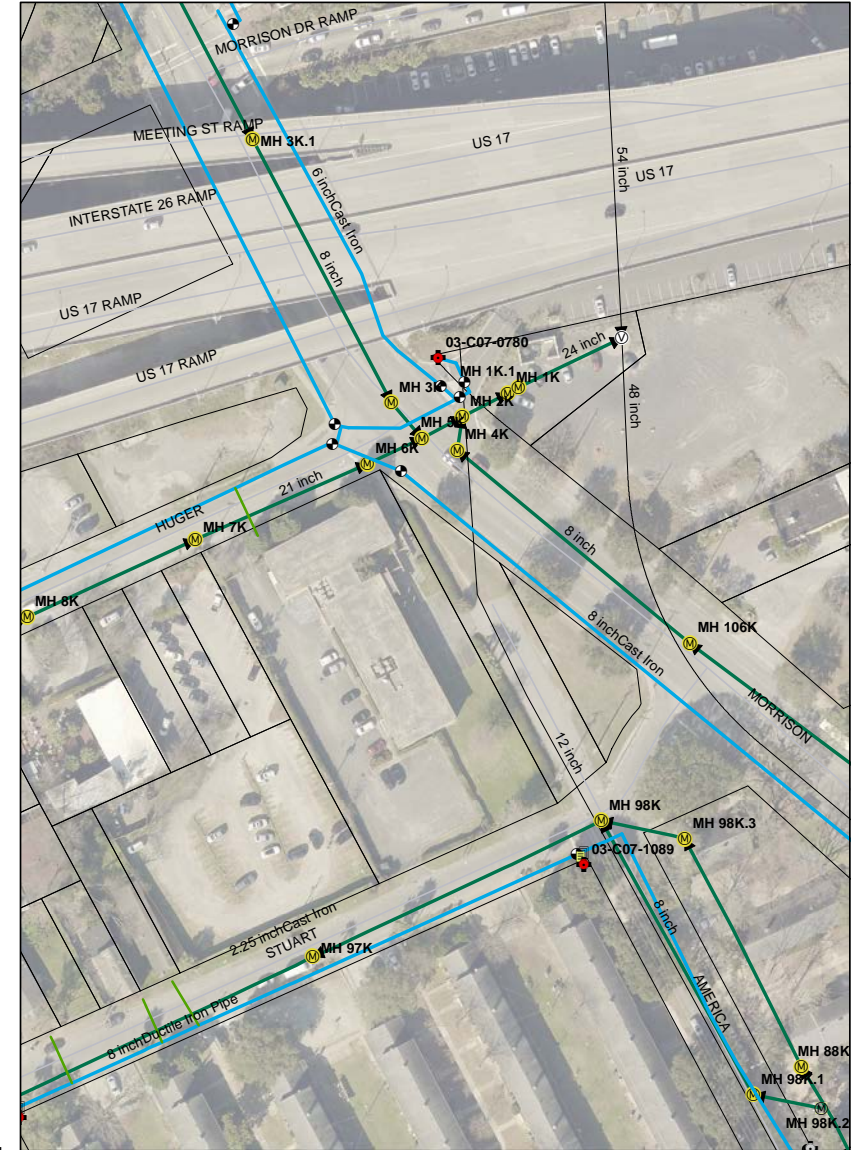 MORRISON DR RAMP
MEETING ST RAMP
MH 3K.1
US 17
54 inch
US 17
6 inchCast Iron
INTERSTATE 26 RAMP
8 inch
US 17 RAMP
US 17 RAMP
03-C07-0780
24 inch
MH 1K.1
MH 1K
MH 3K
MH 2K
48 inch
MH 5K
MH 4K
MH 6K
21 inch
HUGER
MH 7K
8 inch
MH 8K
8 inchCast Iron
MH 106K
MORRISON
12 inch
MH 98K
MH 98K.3
03-C07-1089
8 inch
2.25 inchCast Iron
STUART
MH 97K
AMERICA
8 inchDuctile Iron Pipe
MH 88K
MH 98K.1
MH 98K.2